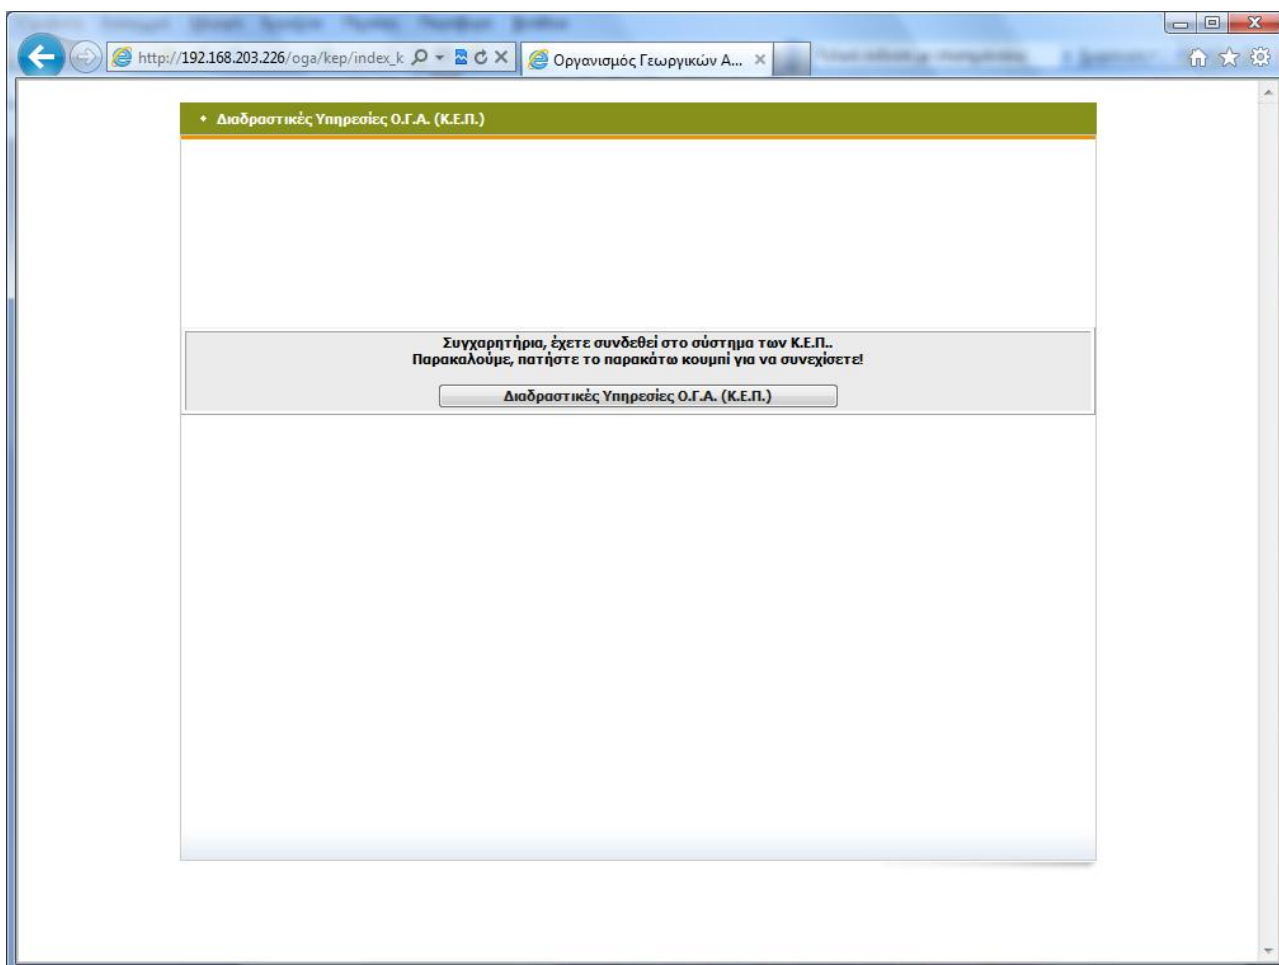 http://192.168.203.226/oga/kep/index_k
Οργανισμός Γεωργικών Α...
Διαδραστικές Υπηρεσίες Ο.Γ.Α. (Κ.Ε.Π.)
Συγχαρητήρια, έχετε συνδεθεί στο σύστημα των Κ.Ε.Π..
Παρακαλούμε, πατήστε το παρακάτω κουμπί για να συνεχίσετε!
Διαδραστικές Υπηρεσίες Ο.Γ.Α. (Κ.Ε.Π.)